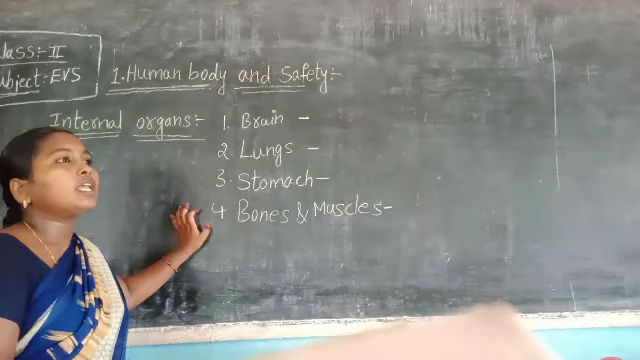 Class:- II
Subject:- EVS
1. Human body and Safety:-
Internal organs:- 1. Brain -
2. Lungs -
3. Stomach -
4 Bones & Muscles -